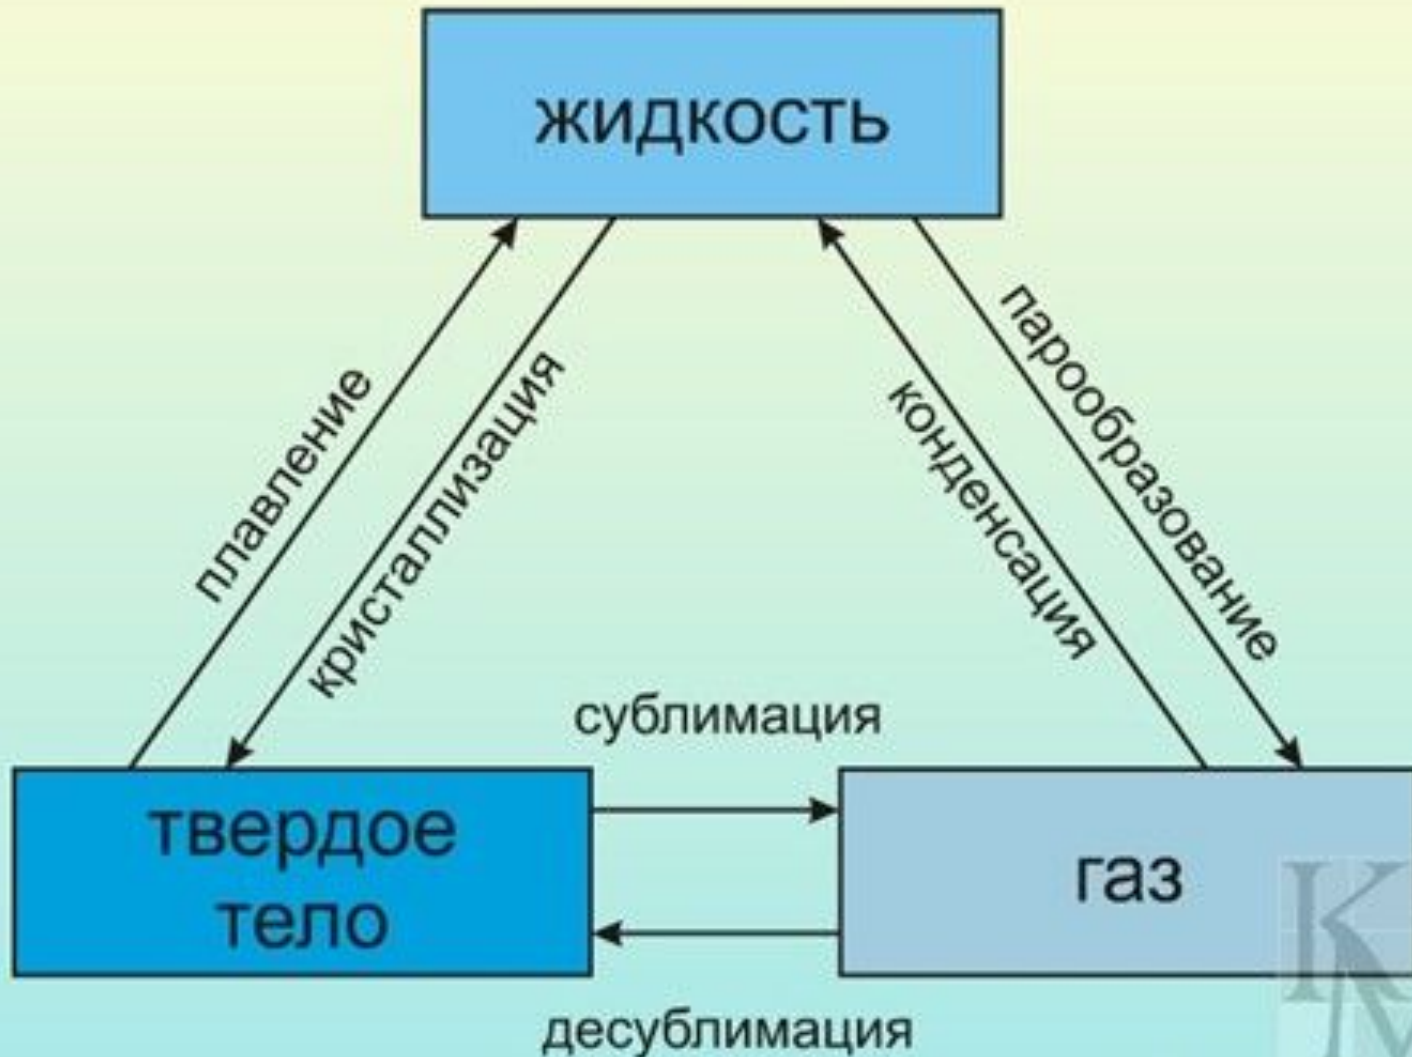 жидкость
плавление
кристаллизация
конденсация
парообразование
сублимация
твердое
тело
газ
десублимация